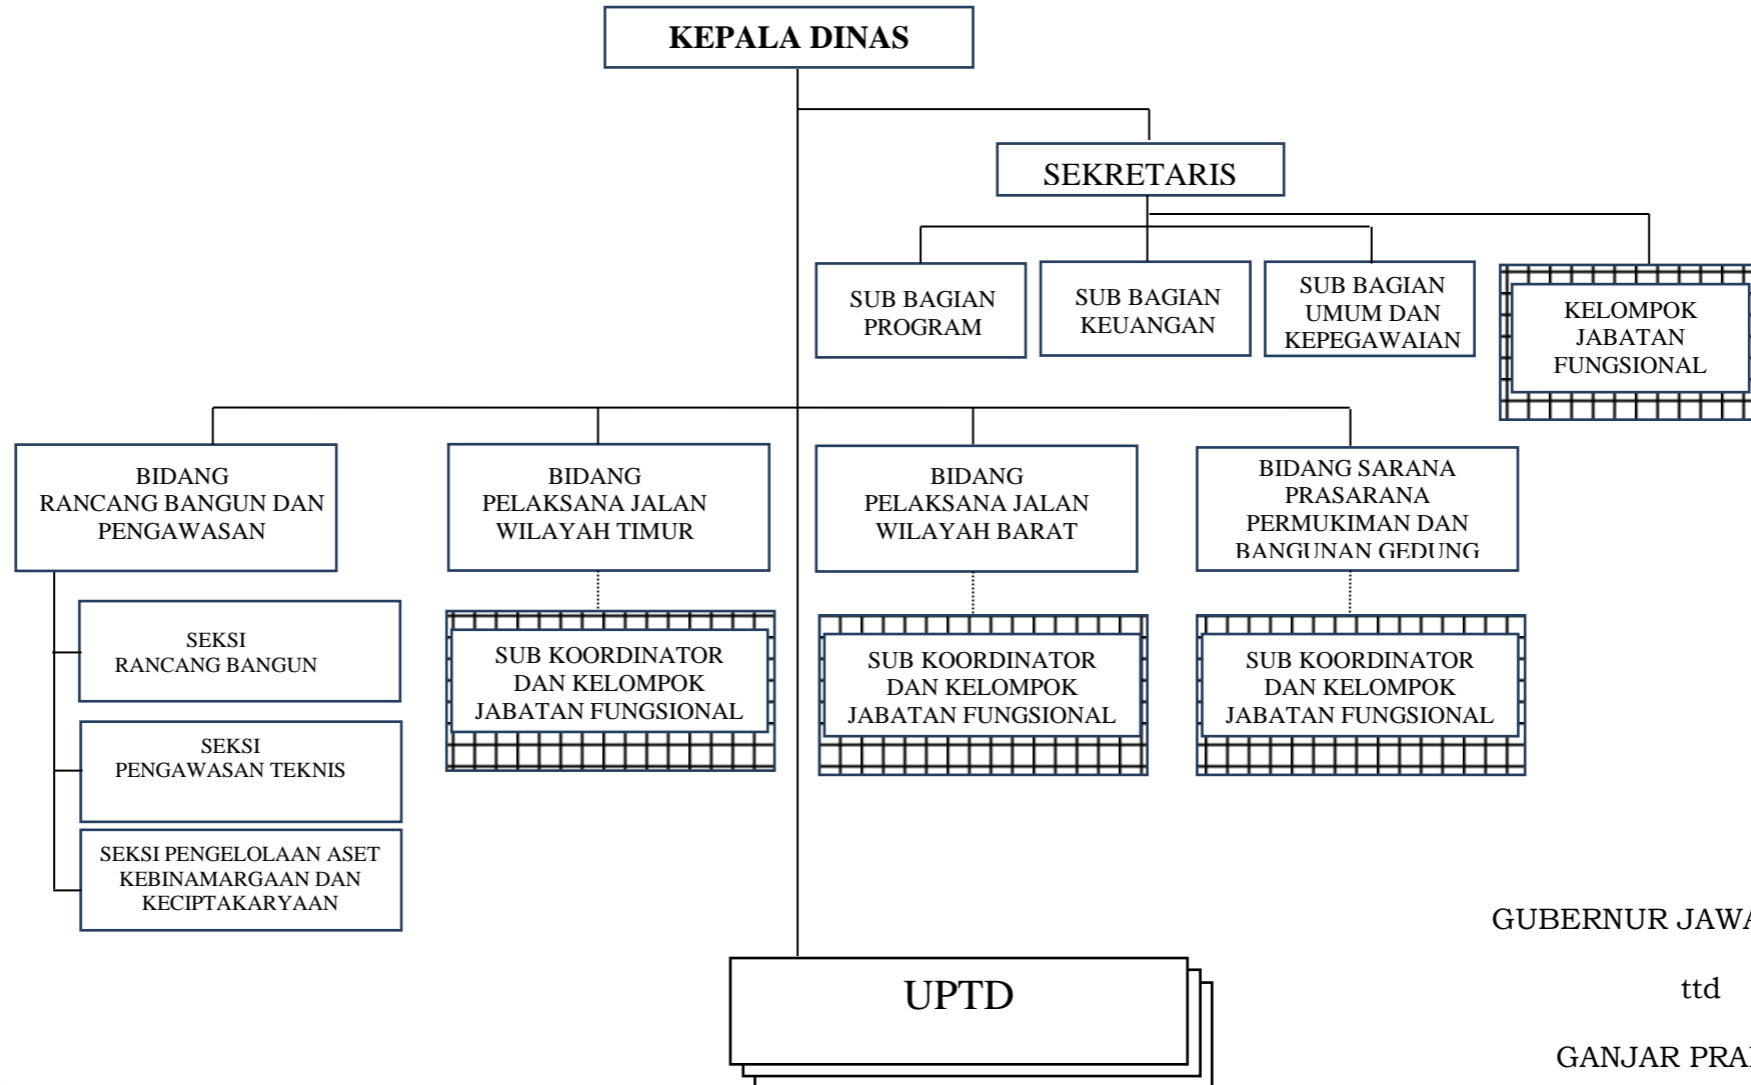 KEPALA DINAS
SEKRETARIS
SUB BAGIAN
PROGRAM
SUB BAGIAN
KEUANGAN
SUB BAGIAN
UMUM DAN
KEPEGAWAIAN
KELOMPOK
JABATAN
FUNGSIONAL
BIDANG
RANCANG BANGUN DAN
PENGAWASAN
BIDANG
PELAKSANA JALAN
WILAYAH TIMUR
BIDANG
PELAKSANA JALAN
WILAYAH BARAT
BIDANG SARANA
PRASARANA
PERMUKIMAN DAN
BANGUNAN GEDUNG
SEKSI
RANCANG BANGUN
SEKSI
PENGAWASAN TEKNIS
SEKSI PENGELOLAAN ASET
KEBINAMARGAAN DAN
KECIPTAKARYAAN
SUB KOORDINATOR
DAN KELOMPOK
JABATAN FUNGSIONAL
SUB KOORDINATOR
DAN KELOMPOK
JABATAN FUNGSIONAL
SUB KOORDINATOR
DAN KELOMPOK
JABATAN FUNGSIONAL
UPTD
GUBERNUR JAWA
ttd
GANJAR